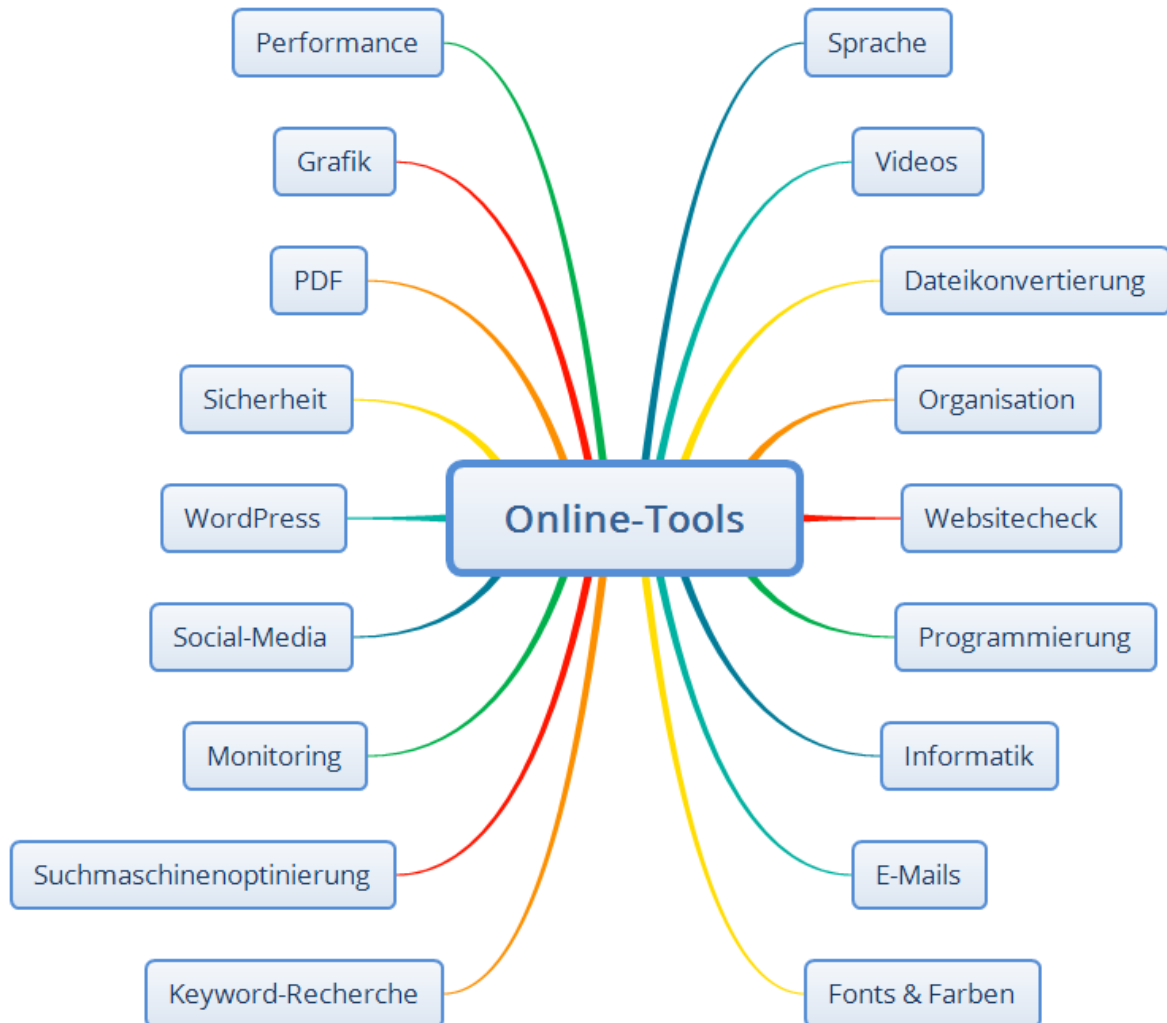 Performance
Sprache
Grafik
Videos
PDF
Dateikonvertierung
Sicherheit
Organisation
WordPress
Online-Tools
Websitecheck
Social-Media
Programmierung
Monitoring
Informatik
Suchmaschinenoptinierung
E-Mails
Keyword-Recherche
Fonts & Farben